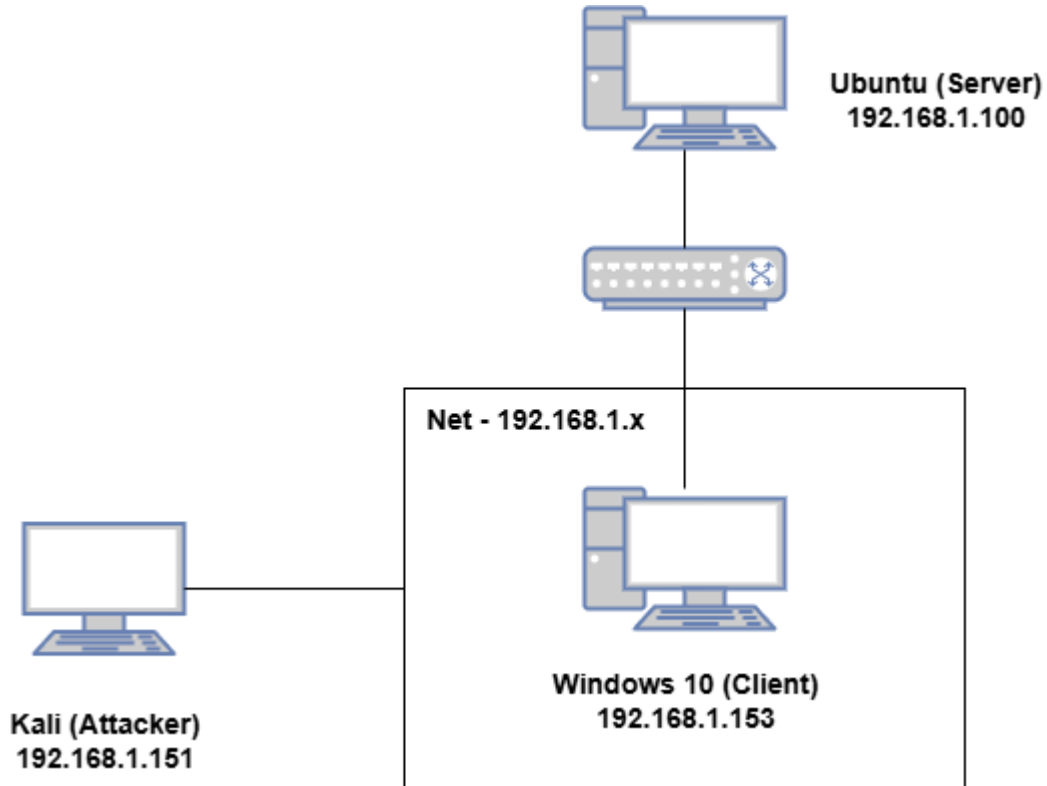 Ubuntu (Server)
192.168.1.100
Net - 192.168.1.x
Windows 10 (Client)
192.168.1.153
Kali (Attacker)
192.168.1.151